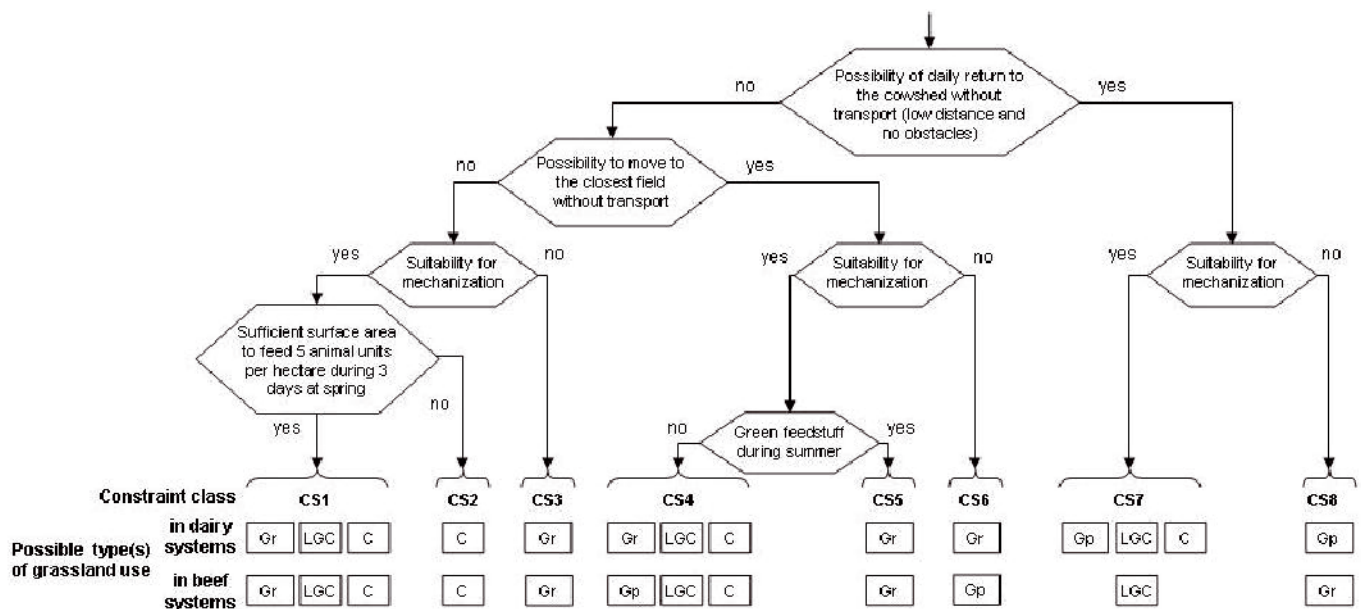 Possibility of daily return to
the cowshed without
transport (low distance and
no obstacles)
no
yes
Possibility to move to
the closest field
without transport
no
yes
Suitability for
mechanization
yes
no
Suitability for
mechanization
yes
no
Suitability for
mechanization
yes
no
Sufficient surface area
to feed 5 animal units
per hectare during 3
days at spring
yes
no
Green feedstuff
during summer
no
yes
Constraint class CS1 CS2 CS3 CS4 CS5 CS6 CS7 CS8
Possible type(s)
of grassland use
in dairy
systems
Gr LGC C C Gr Gr LGC C Gr Gr Gp LGC C Gp
in beef
systems
Gr LGC C C Gr Gp LGC C Gr Gp LGC Gr